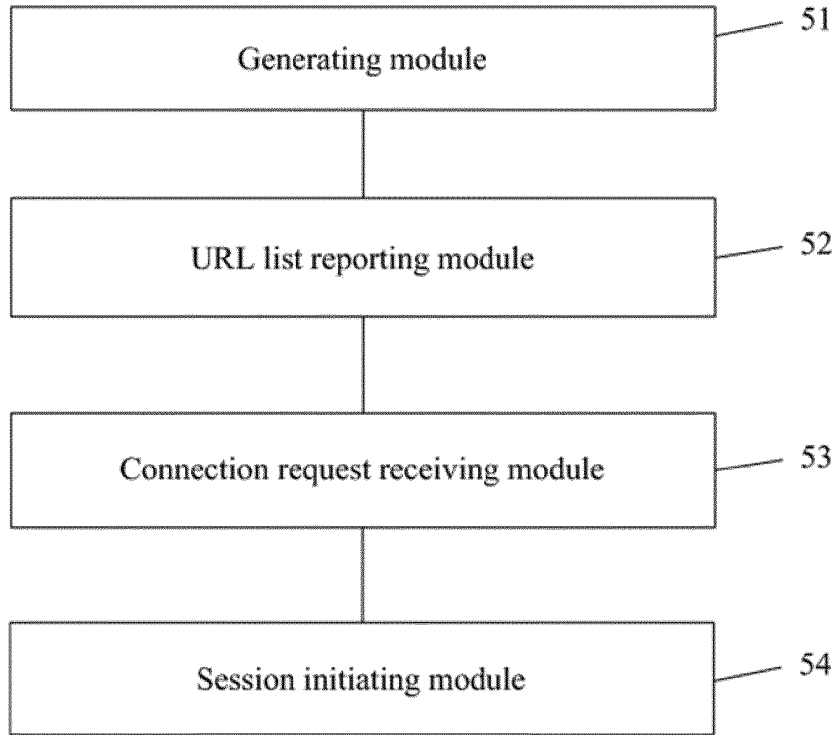 51
Generating module
52
URL list reporting module
53
Connection request receiving module
54
Session initiating module